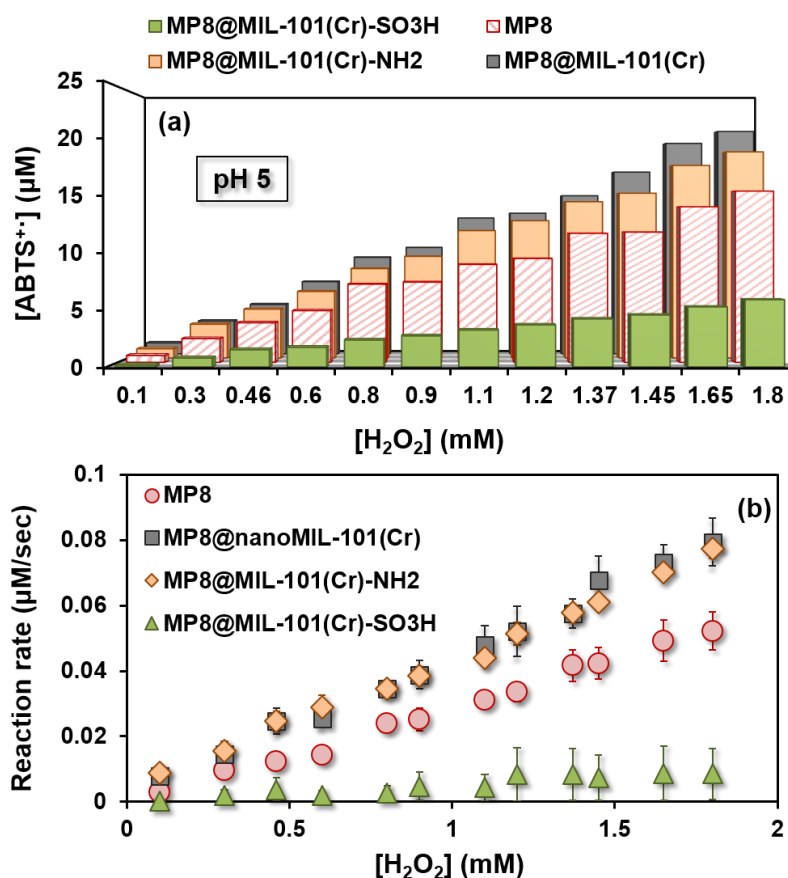 MP8@MIL-101(Cr)-SO3H MP8
MP8@MIL-101(Cr)-NH2 MP8@MIL-101(Cr)
(a)
pH 5
[ABTS⁺·] (µM)
25
20
15
10
5
0
0.1 0.3 0.46 0.6 0.8 0.9 1.1 1.2 1.37 1.45 1.65 1.8
[H₂O₂] (mM)
(b)
MP8
MP8@nanoMIL-101(Cr)
MP8@MIL-101(Cr)-NH2
MP8@MIL-101(Cr)-SO3H
Reaction rate (µM/sec)
0.1
0.08
0.06
0.04
0.02
0
0 0.5 1 1.5 2
[H₂O₂] (mM)